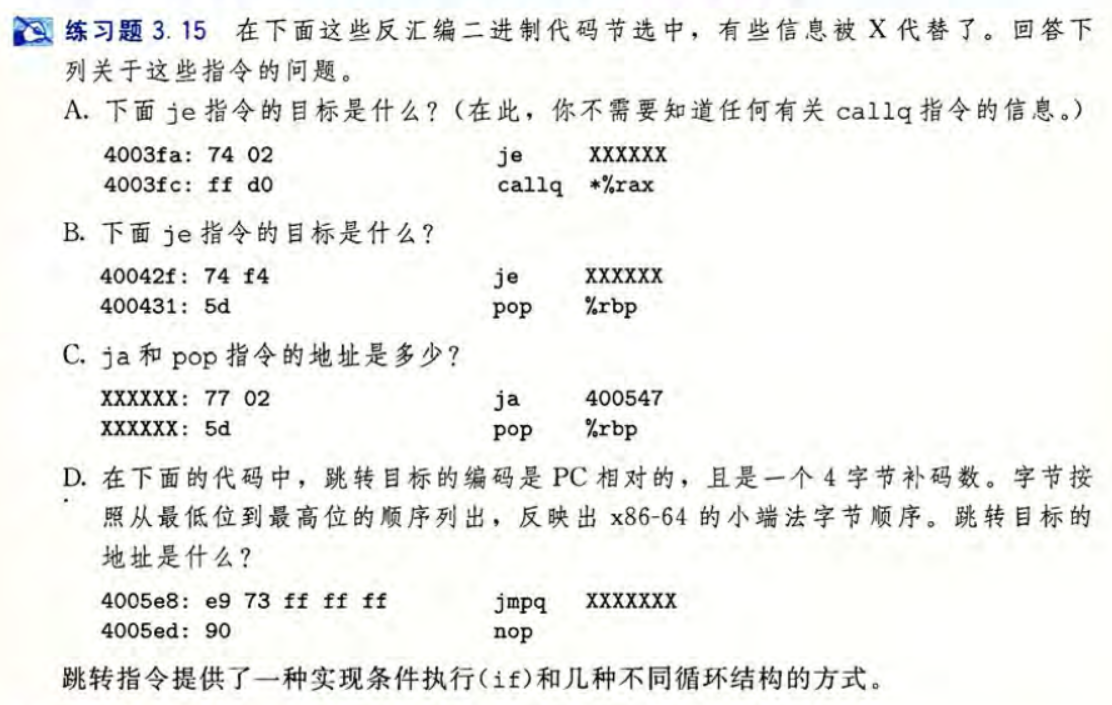 练习题 3.15 在下面这些反汇编二进制代码节选中，有些信息被 X 代替了。回答下
列关于这些指令的问题。
A. 下面 je 指令的目标是什么？(在此，你不需要知道任何有关 callq 指令的信息。)
4003fa: 74 02 je XXXXXX
4003fc: ff d0 callq *%rax
B. 下面 je 指令的目标是什么？
40042f: 74 f4 je XXXXXX
400431: 5d pop %rbp
C. ja 和 pop 指令的地址是多少？
XXXXXX: 77 02 ja 400547
XXXXXX: 5d pop %rbp
D. 在下面的代码中，跳转目标的编码是 PC 相对的，且是一个 4 字节补码数。字节按
照从最低位到最高位的顺序列出，反映出 x86-64 的小端法字节顺序。跳转目标的
地址是什么？
4005e8: e9 73 ff ff ff jmpq XXXXXXX
4005ed: 90 nop
跳转指令提供了一种实现条件执行(if)和几种不同循环结构的方式。